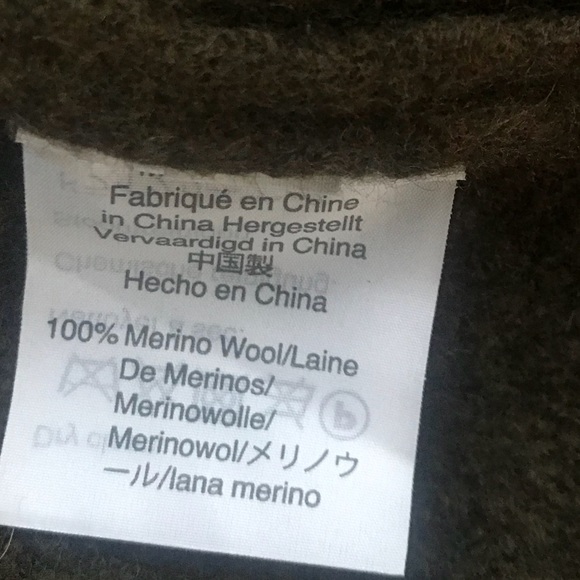 Fabriqué en Chine
in China Hergestellt
Vervaardigd in China
中国製
Hecho en China
100% Merino Wool/Laine
De Merinos/
Merinowolle/
Merinowol/メリノウ
ール/lana merino